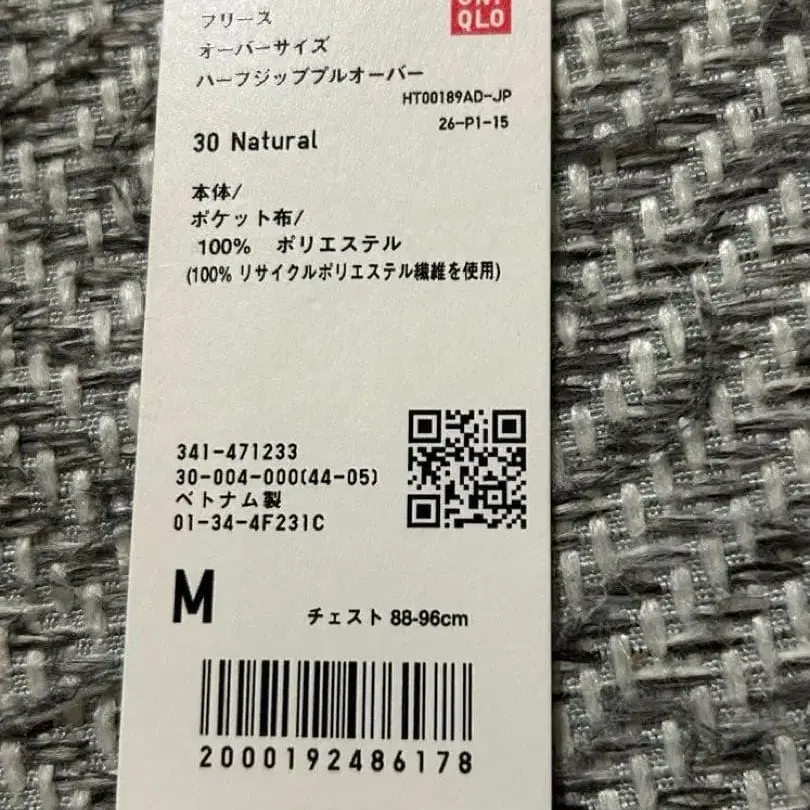 UNI
QLO
フリース
オーバーサイズ
ハーフジッププルオーバー
HT00189AD-JP
26-P1-15
30 Natural
本体/
ポケット布/
100% ポリエステル
(100% リサイクルポリエステル繊維を使用)
341-471233
30-004-000(44-05)
ベトナム製
01-34-4F231C
M
チェスト 88-96cm
2000192486178